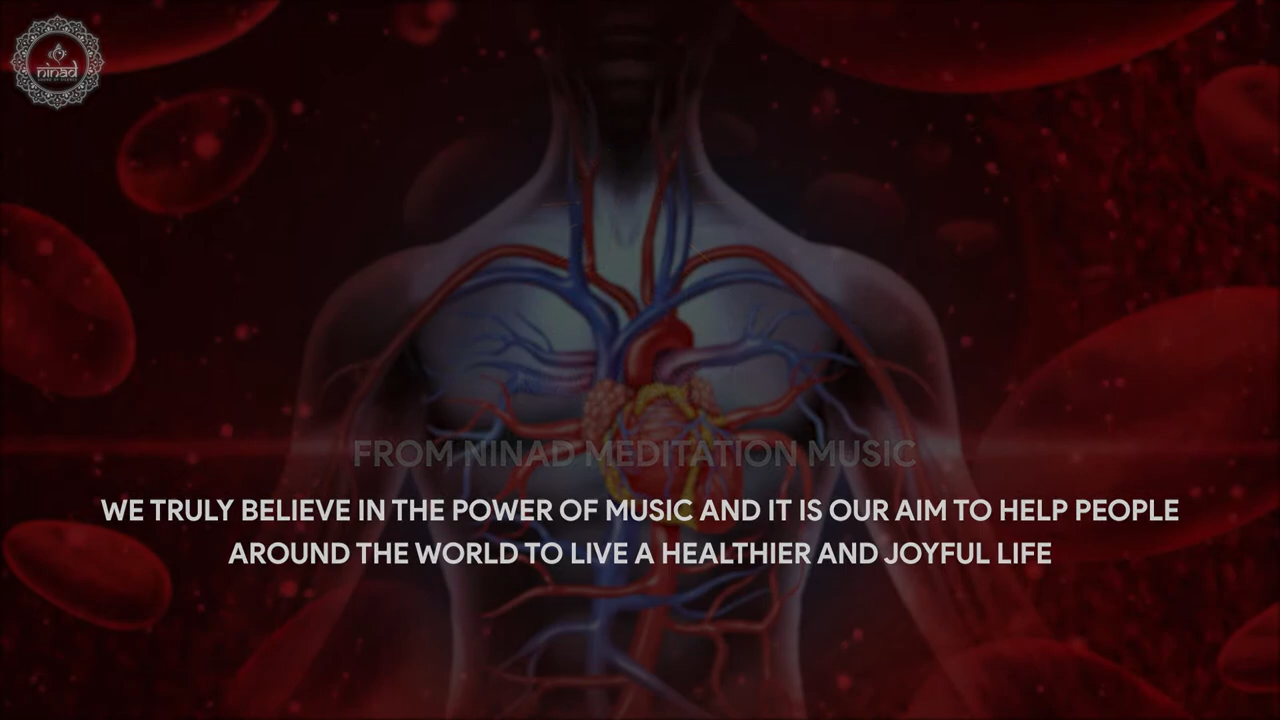 ninad
FROM NINAD MEDITATION MUSIC
WE TRULY BELIEVE IN THE POWER OF MUSIC AND IT IS OUR AIM TO HELP PEOPLE
AROUND THE WORLD TO LIVE A HEALTHIER AND JOYFUL LIFE